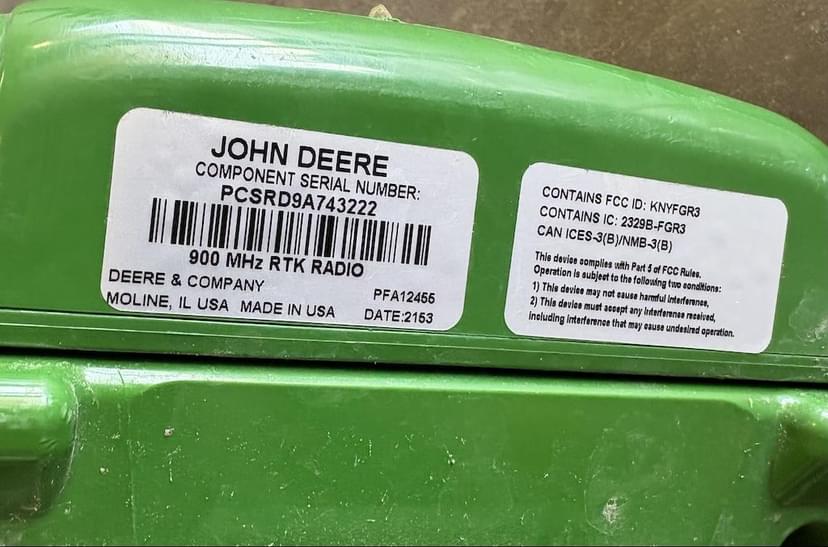 JOHN DEERE
COMPONENT SERIAL NUMBER:
PCSRD9A743222
900 MHz RTK RADIO
DEERE & COMPANY PFA12455
MOLINE, IL USA MADE IN USA DATE:2153
CONTAINS FCC ID: KNYFGR3
CONTAINS IC: 2329B-FGR3
CAN ICES-3(B)/NMB-3(B)
This device complies with Part 5 of FCC Rules.
Operation is subject to the following two conditions:
1) This device may not cause harmful interference,
2) This device must accept any interference received,
including interference that may cause undesired operation.